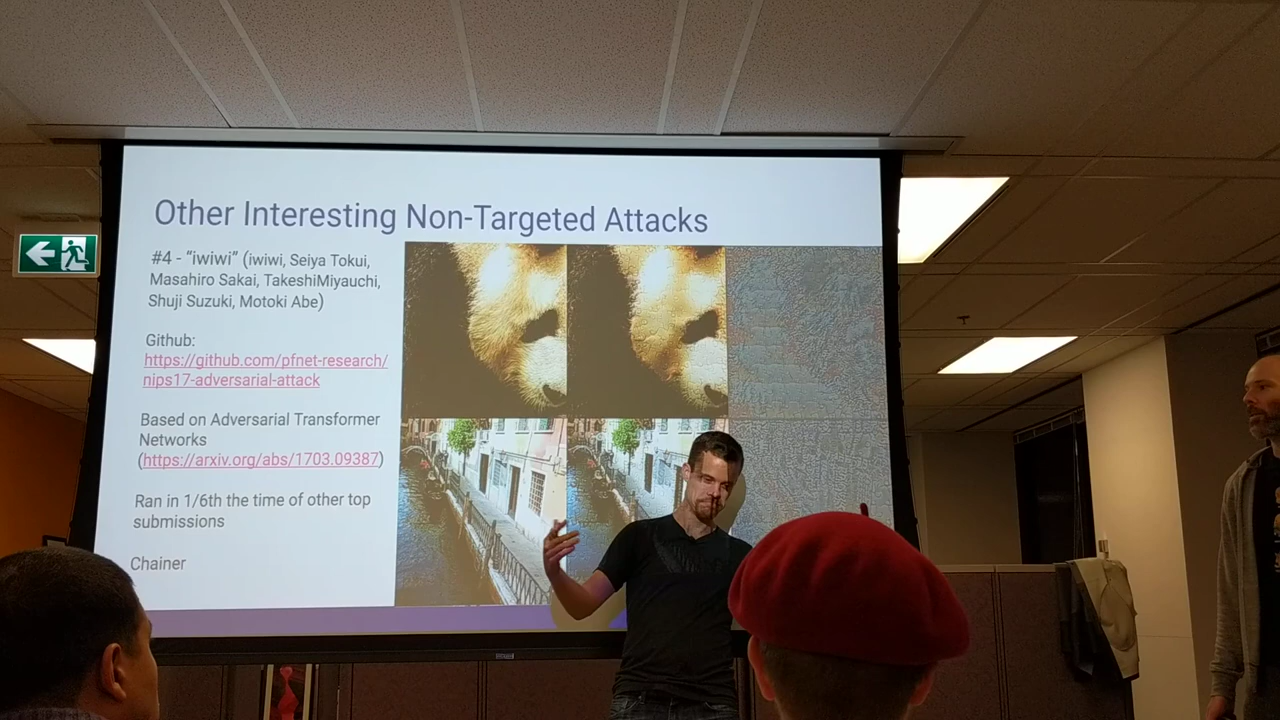 Other Interesting Non-Targeted Attacks
#4 - “iwiwi” (iwiwi, Seiya Tokui,
Masahiro Sakai, TakeshiMiyauchi,
Shuji Suzuki, Motoki Abe)
Github:
https://github.com/pfnet-research/
nips17-adversarial-attack
Based on Adversarial Transformer
Networks
(https://arxiv.org/abs/1703.09387)
Ran in 1/6th the time of other top
submissions
Chainer